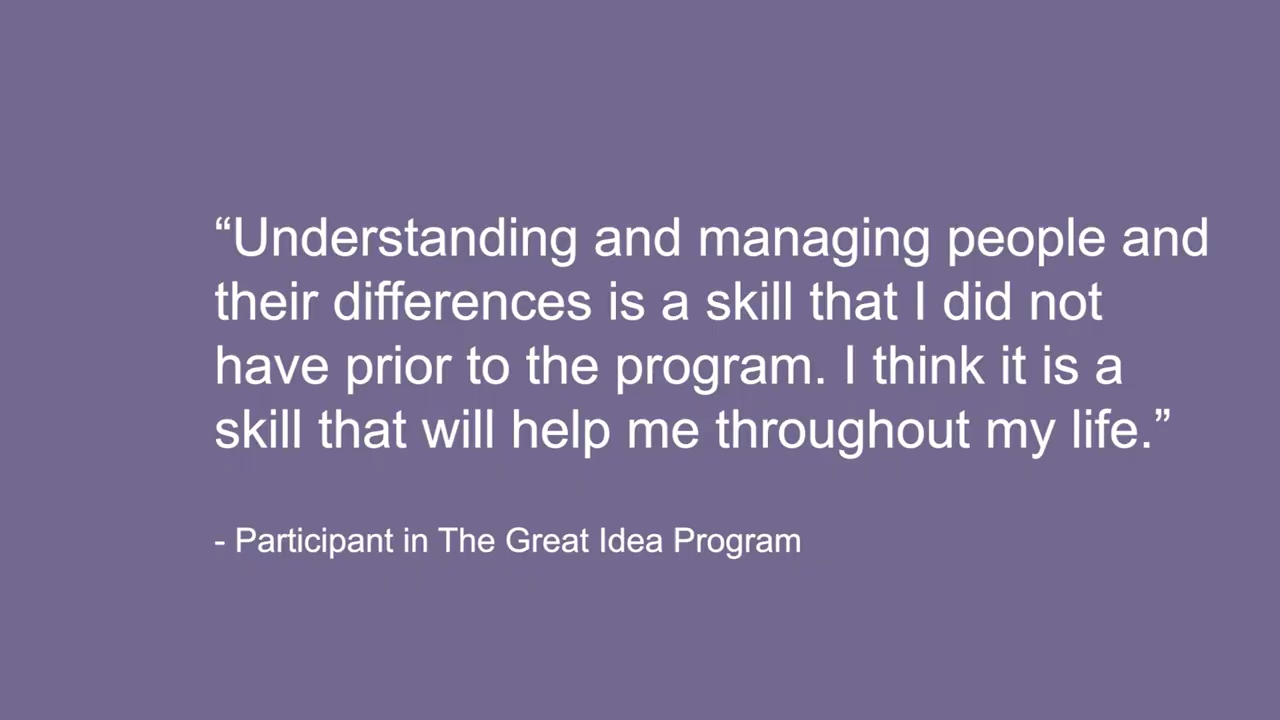 “Understanding and managing people and
their differences is a skill that I did not
have prior to the program. I think it is a
skill that will help me throughout my life.”
- Participant in The Great Idea Program